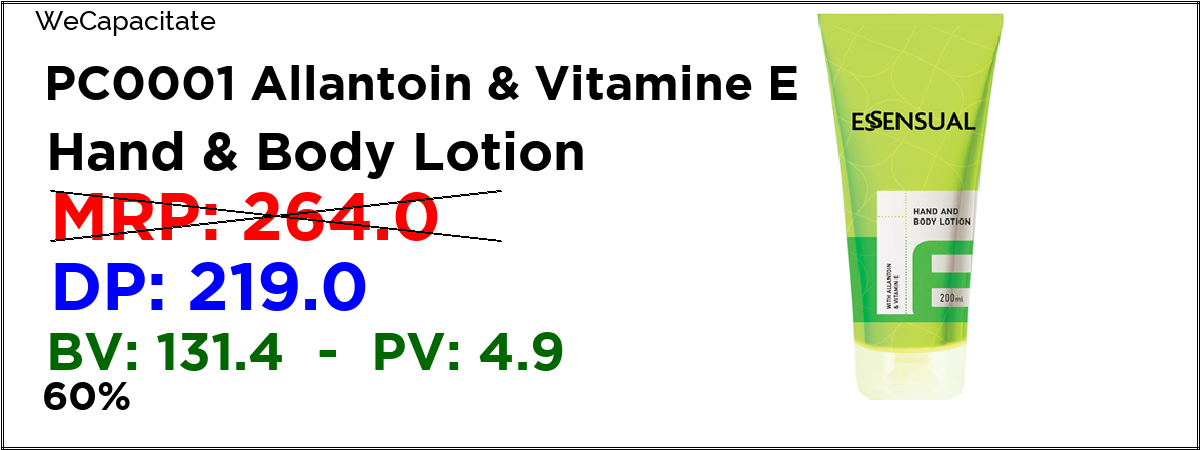 WeCapacitate
PC0001 Allantoin & Vitamine E
Hand & Body Lotion
MRP: 264.0
DP: 219.0
BV: 131.4 - PV: 4.9
60%
ESSENSUAL
HAND AND
BODY LOTION
WITH ALLANTOIN
& VITAMIN E
E
200ml